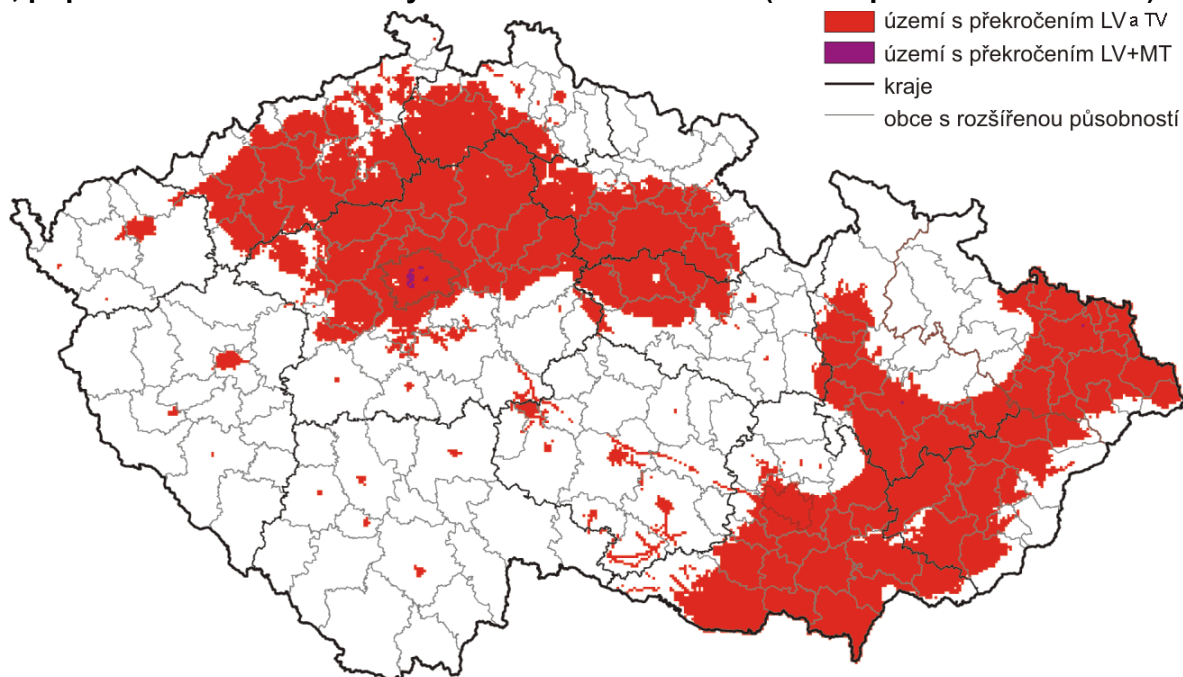 území s překročením LV a TV
území s překročením LV+MT
kraje
obce s rozšířenou působností